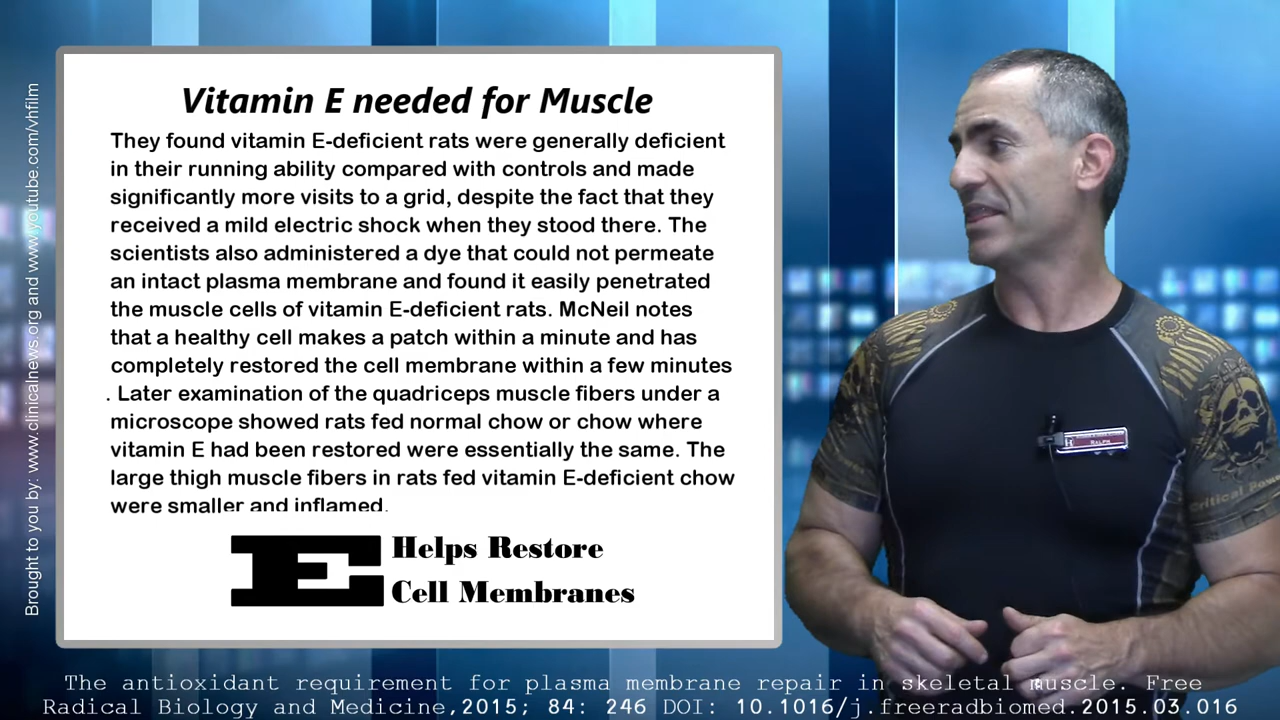 Vitamin E needed for Muscle
They found vitamin E-deficient rats were generally deficient
in their running ability compared with controls and made
significantly more visits to a grid, despite the fact that they
received a mild electric shock when they stood there. The
scientists also administered a dye that could not permeate
an intact plasma membrane and found it easily penetrated
the muscle cells of vitamin E-deficient rats. McNeil notes
that a healthy cell makes a patch within a minute and has
completely restored the cell membrane within a few minutes
. Later examination of the quadriceps muscle fibers under a
microscope showed rats fed normal chow or chow where
vitamin E had been restored were essentially the same. The
large thigh muscle fibers in rats fed vitamin E-deficient chow
were smaller and inflamed.
E Helps Restore
Cell Membranes
Brought to you by: www.clinicalnews.org and www.youtube.com/vhfilm
RALPH
Critical Power
The antioxidant requirement for plasma membrane repair in skeletal muscle. Free
Radical Biology and Medicine,2015; 84: 246 DOI: 10.1016/j.freeradbiomed.2015.03.016